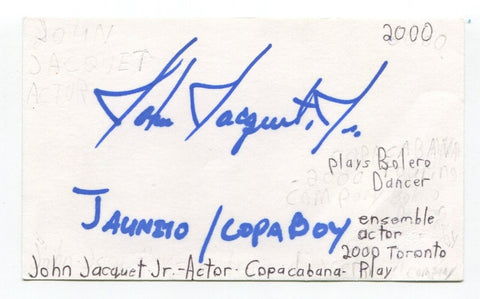 2000
JOHN
JACQUET
ACTOR
John Jacquet, Jr.
plays Bolero
Dancer
JAUNITO / COPA BOY
ensemble
actor
2000 Toronto
John Jacquet Jr.-Actor- Copacabana- Play